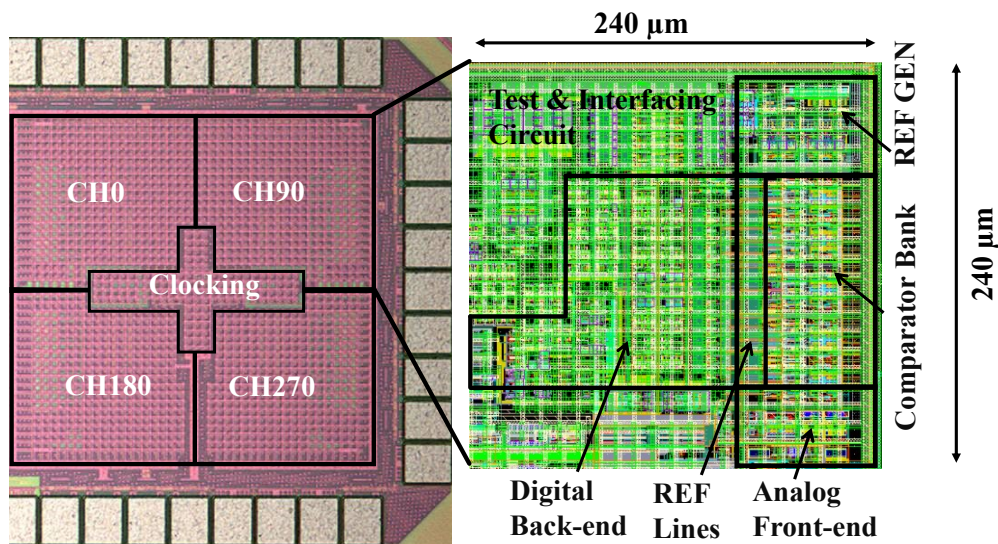 240 µm
CH0
CH90
Clocking
CH180
CH270
Test & Interfacing
Circuit
REF GEN
Comparator Bank
240 µm
Digital
Back-end
REF
Lines
Analog
Front-end